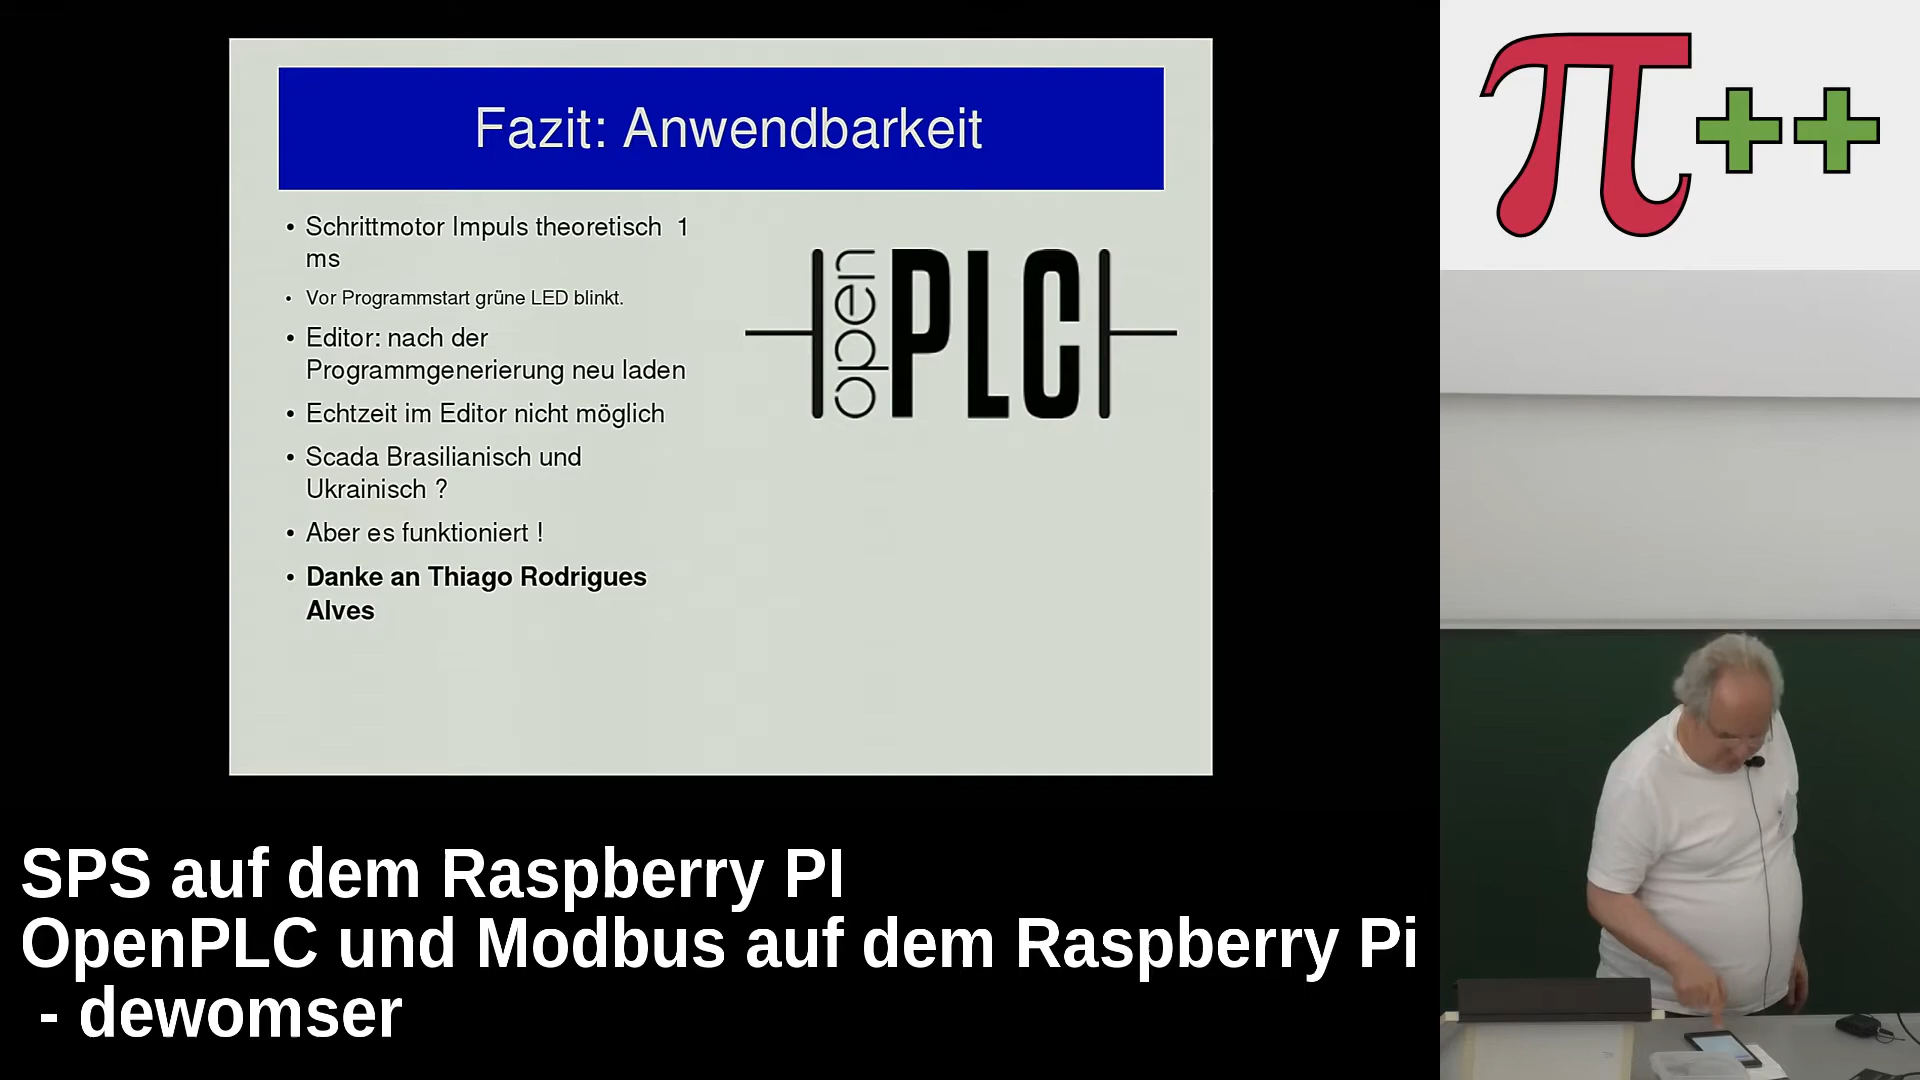 Fazit: Anwendbarkeit
• Schrittmotor Impuls theoretisch 1
ms
• Vor Programmstart grüne LED blinkt.
• Editor: nach der
Programmgenerierung neu laden
• Echtzeit im Editor nicht möglich
• Scada Brasilianisch und
Ukrainisch ?
• Aber es funktioniert !
• Danke an Thiago Rodrigues
Alves
open PLC
π++
SPS auf dem Raspberry PI
OpenPLC und Modbus auf dem Raspberry Pi
- dewomser